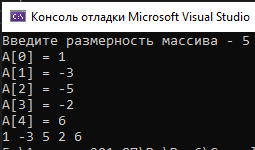 Консоль отладки Microsoft Visual Studio
Введите размерность массива - 5
A[0] = 1
A[1] = -3
A[2] = -5
A[3] = -2
A[4] = 6
1 -3 5 2 6